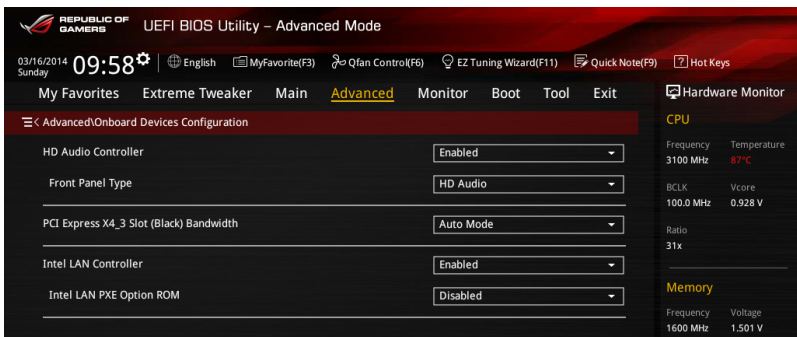 REPUBLIC OF
GAMERS
UEFI BIOS Utility – Advanced Mode
03/16/2014
Sunday
09:58
English
MyFavorite(F3)
Qfan Control(F6)
EZ Tuning Wizard(F11)
Quick Note(F9)
? Hot Keys
My Favorites Extreme Tweaker Main Advanced Monitor Boot Tool Exit
< Advanced\Onboard Devices Configuration
HD Audio Controller Enabled
Front Panel Type HD Audio
PCI Express X4_3 Slot (Black) Bandwidth Auto Mode
Intel LAN Controller Enabled
Intel LAN PXE Option ROM Disabled
Hardware Monitor
CPU
Frequency Temperature
3100 MHz 87°C
BCLK Vcore
100.0 MHz 0.928 V
Ratio
31x
Memory
Frequency Voltage
1600 MHz 1.501 V